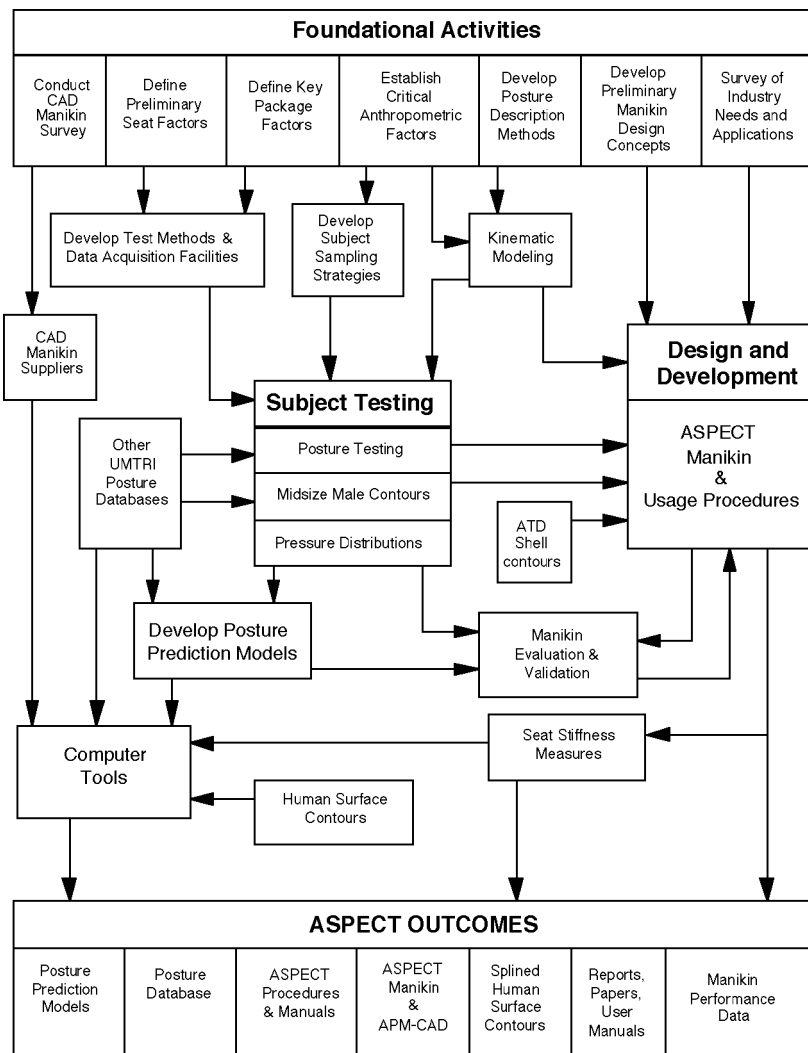 Foundational Activities
Conduct
CAD
Manikin
Survey
Define
Preliminary
Seat Factors
Define Key
Package
Factors
Establish
Critical
Anthropometric
Factors
Develop
Posture
Description
Methods
Develop
Preliminary
Manikin
Design
Concepts
Survey of
Industry
Needs and
Applications
Develop Test Methods &
Data Acquisition Facilities
Develop
Subject
Sampling
Strategies
Kinematic
Modeling
CAD
Manikin
Suppliers
Design and
Development
Subject Testing
Other
UMTRI
Posture
Databases
Posture Testing
Midsize Male Contours
Pressure Distributions
ASPECT
Manikin
&
Usage Procedures
ATD
Shell
contours
Develop Posture
Prediction Models
Manikin
Evaluation &
Validation
Computer
Tools
Seat Stiffness
Measures
Human Surface
Contours
ASPECT OUTCOMES
Posture
Prediction
Models
Posture
Database
ASPECT
Procedures
& Manuals
ASPECT
Manikin
&
APM-CAD
Splined
Human
Surface
Contours
Reports,
Papers,
User
Manuals
Manikin
Performance
Data